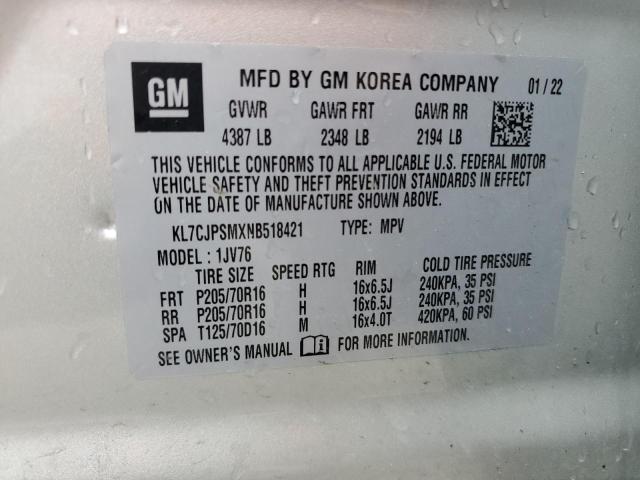 GM MFD BY GM KOREA COMPANY 01/22
GVWR GAWR FRT GAWR RR
4387 LB 2348 LB 2194 LB
THIS VEHICLE CONFORMS TO ALL APPLICABLE U.S. FEDERAL MOTOR
VEHICLE SAFETY AND THEFT PREVENTION STANDARDS IN EFFECT
ON THE DATE OF MANUFACTURE SHOWN ABOVE.
KL7CJPSMXNB518421 TYPE: MPV
MODEL: 1JV76
TIRE SIZE SPEED RTG RIM COLD TIRE PRESSURE
FRT P205/70R16 H 16x6.5J 240KPA, 35 PSI
RR P205/70R16 H 16x6.5J 240KPA, 35 PSI
SPA T125/70D16 M 16x4.0T 420KPA, 60 PSI
SEE OWNER'S MANUAL FOR MORE INFORMATION.